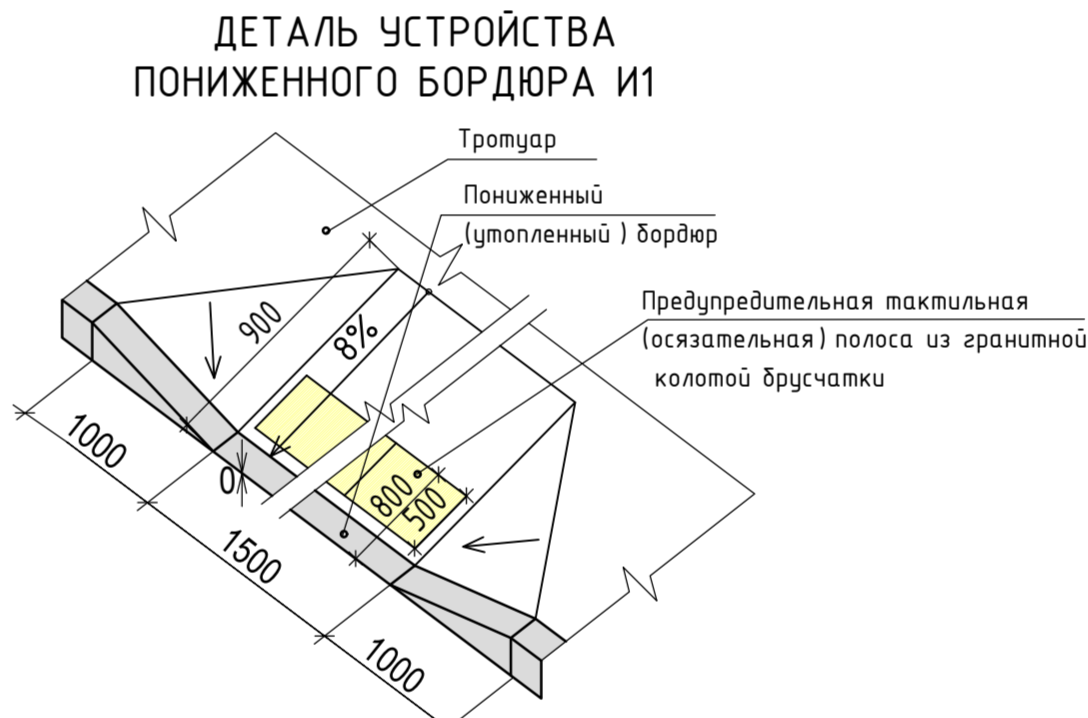 ДЕТАЛЬ УСТРОЙСТВА
ПОНИЖЕННОГО БОРДЮРА И1
Тротуар
Пониженный
(утопленный ) бордюр
Предупредительная тактильная
(осязательная) полоса из гранитной
колотой брусчатки
900
8%
1000
0
800
500
1500
1000